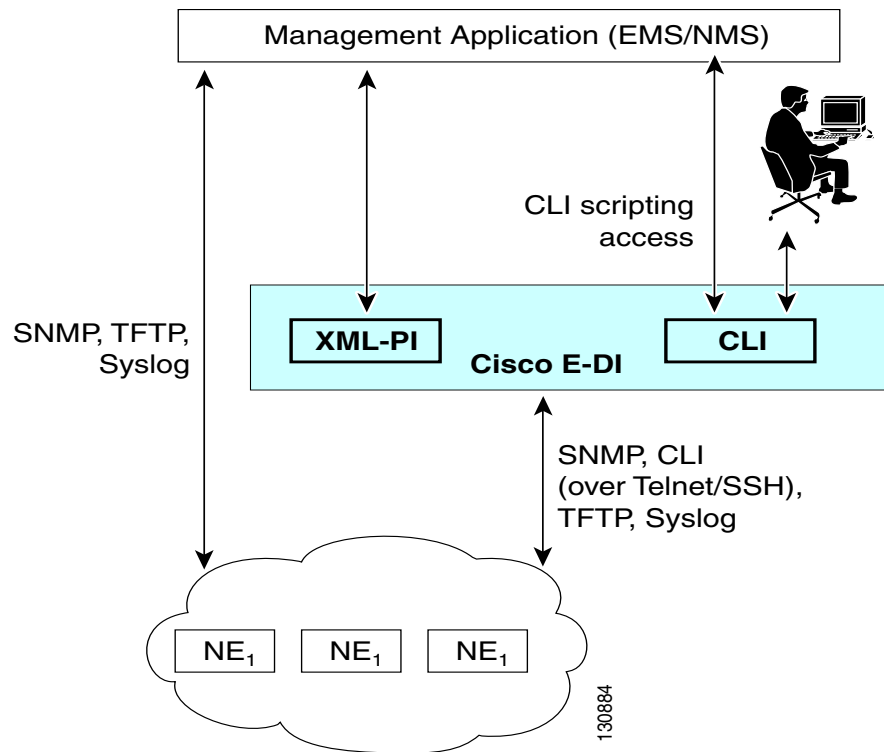 Management Application (EMS/NMS)
CLI scripting
access
SNMP, TFTP,
Syslog
XML-PI
CLI
Cisco E-DI
SNMP, CLI
(over Telnet/SSH),
TFTP, Syslog
NE₁
NE₁
NE₁
130884